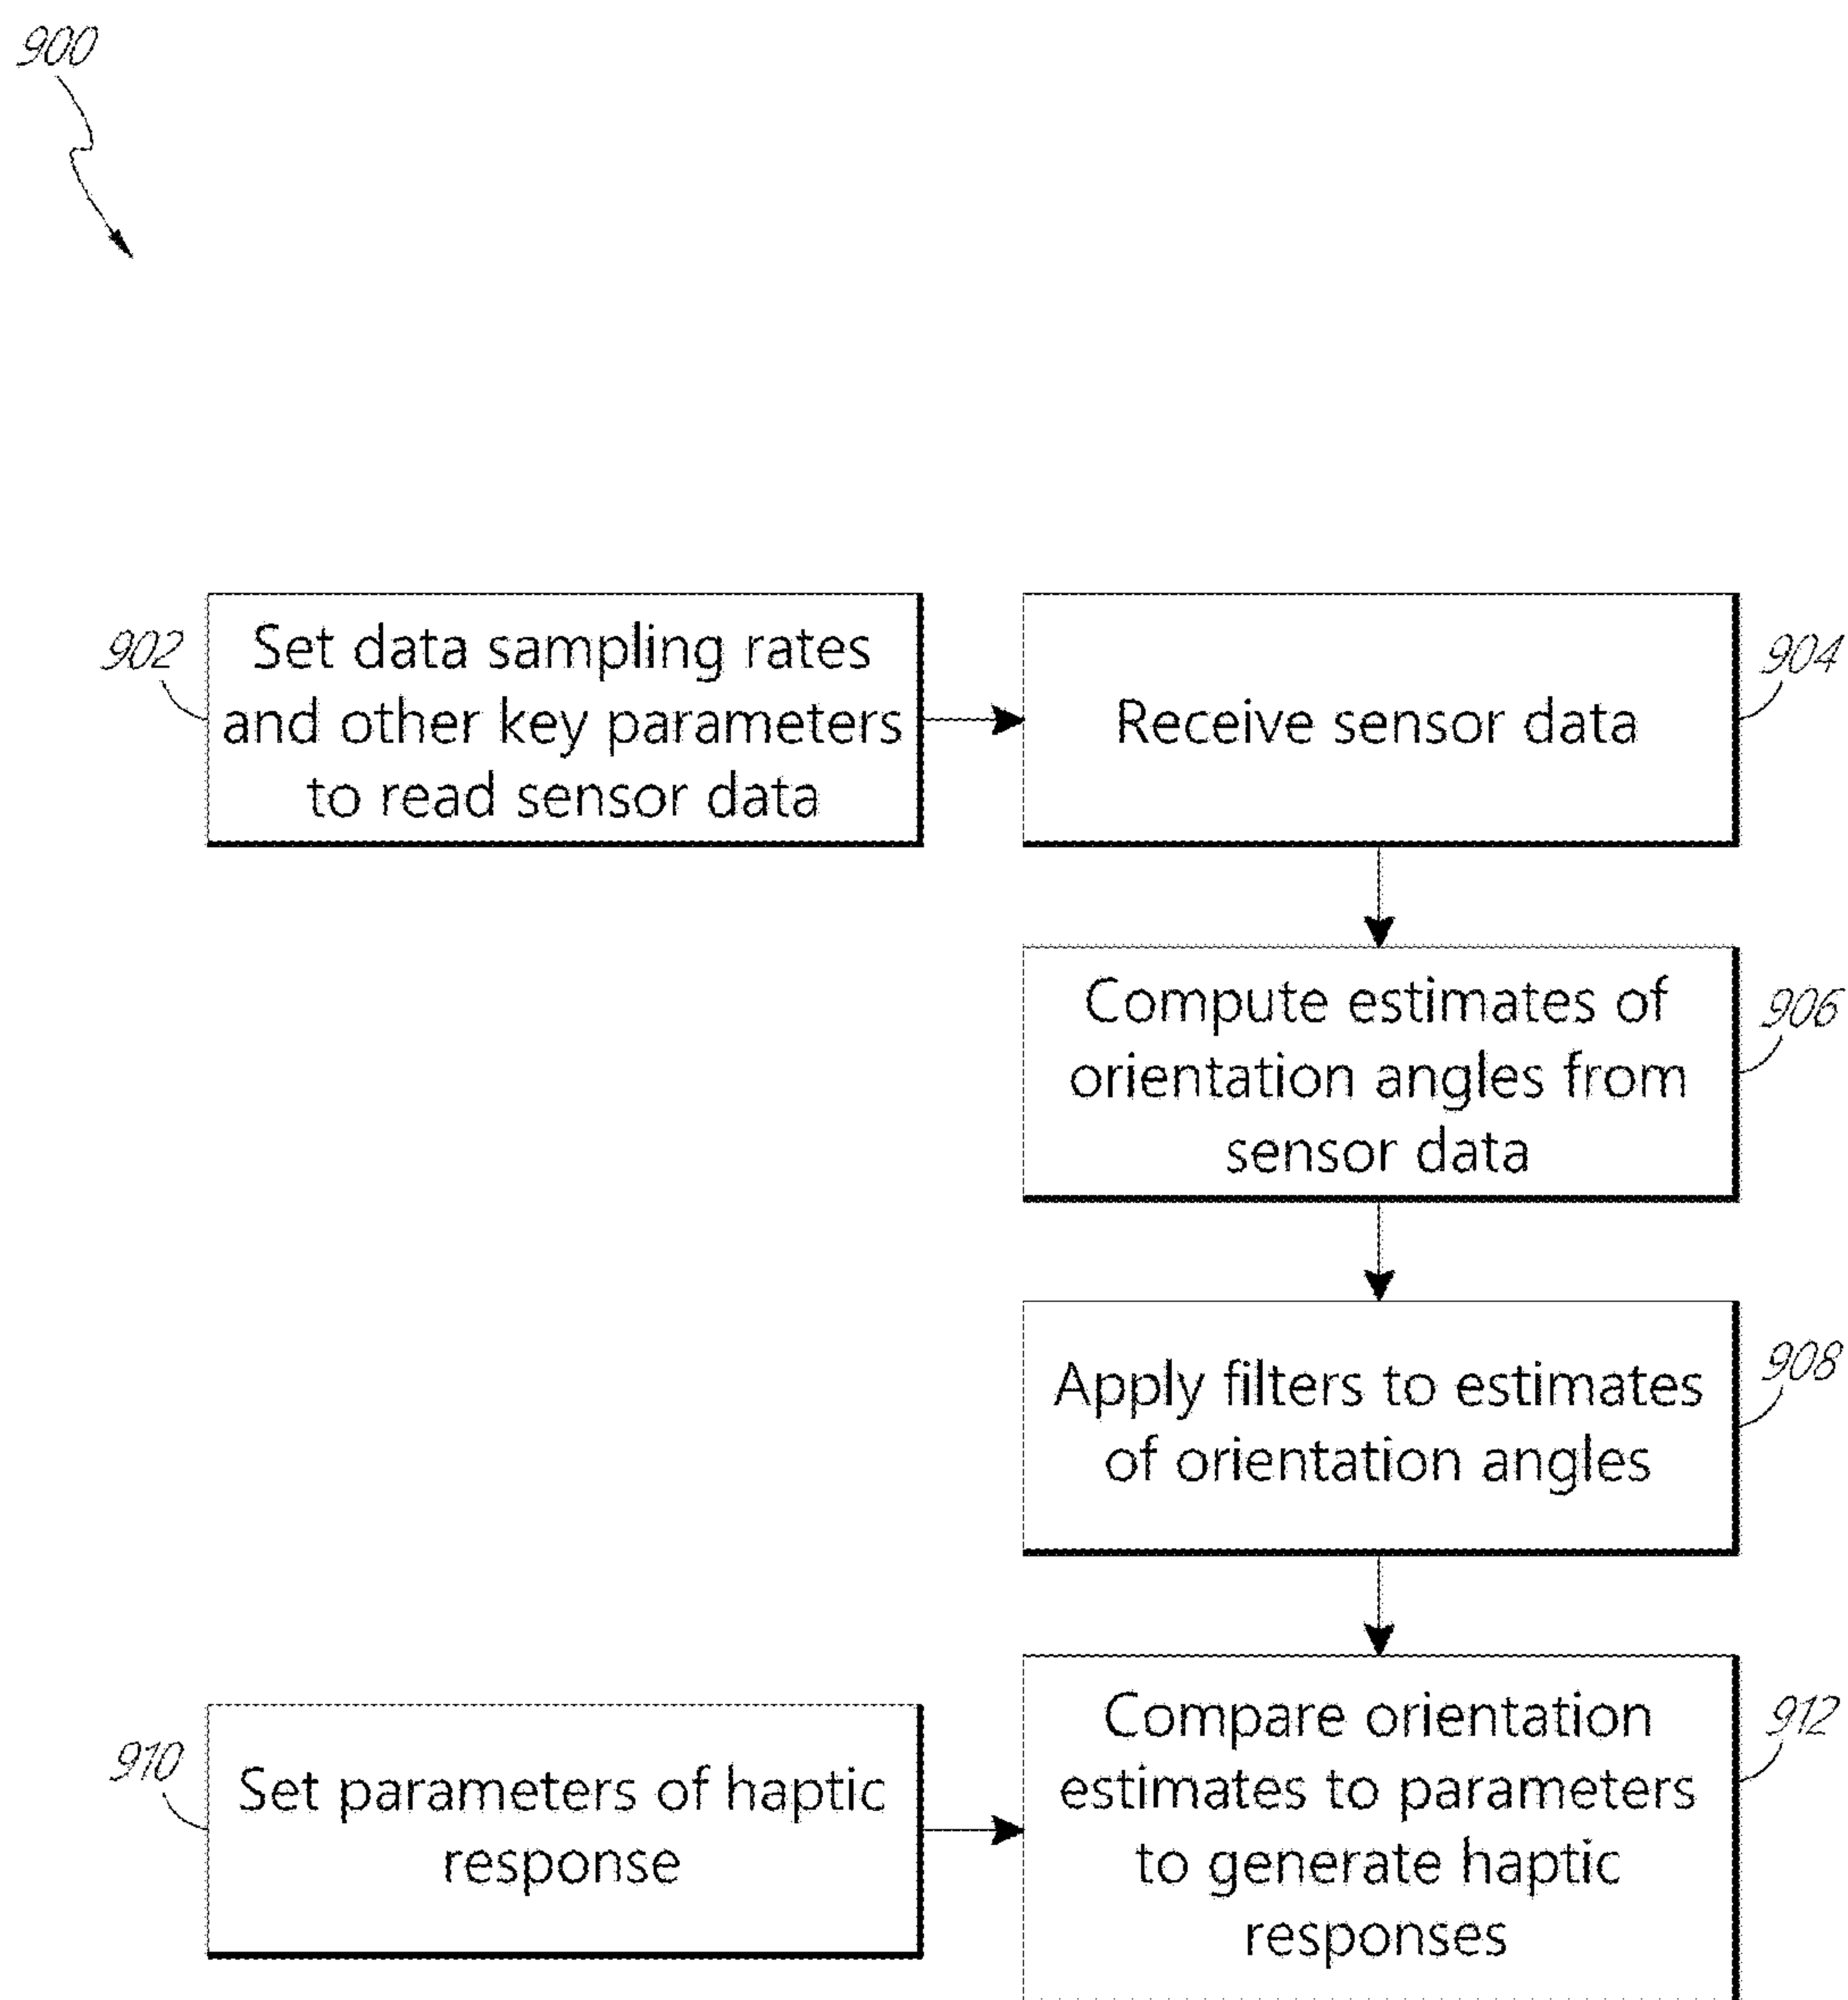 900
902
Set data sampling rates
and other key parameters
to read sensor data
904
Receive sensor data
906
Compute estimates of
orientation angles from
sensor data
908
Apply filters to estimates
of orientation angles
910
Set parameters of haptic
response
912
Compare orientation
estimates to parameters
to generate haptic
responses